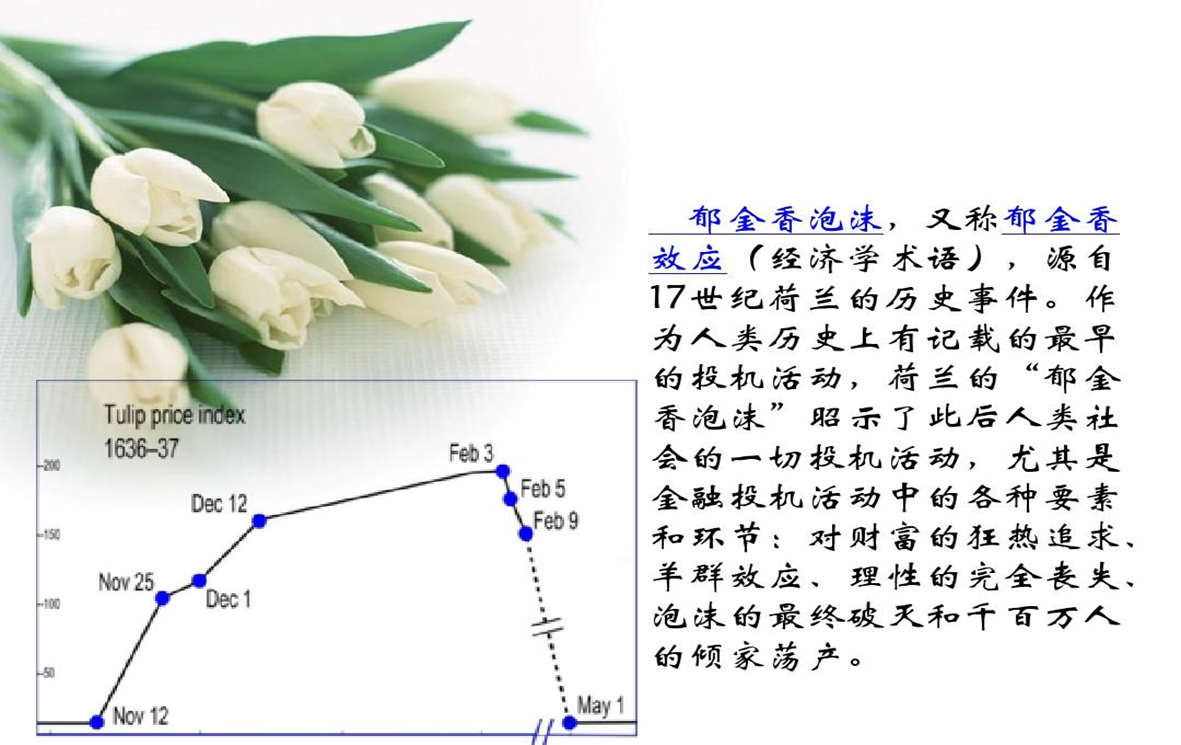 郁金香泡沫，又称郁金香
效应（经济学术语），源自
17世纪荷兰的历史事件。作
为人类历史上有记载的最早
的投机活动，荷兰的“郁金
香泡沫”昭示了此后人类社
会的一切投机活动，尤其是
金融投机活动中的各种要素
和环节：对财富的狂热追求、
羊群效应、理性的完全丧失、
泡沫的最终破灭和千百万人
的倾家荡产。
Tulip price index
1636–37
200
150
100
50
Nov 12
Nov 25
Dec 1
Dec 12
Feb 3
Feb 5
Feb 9
May 1